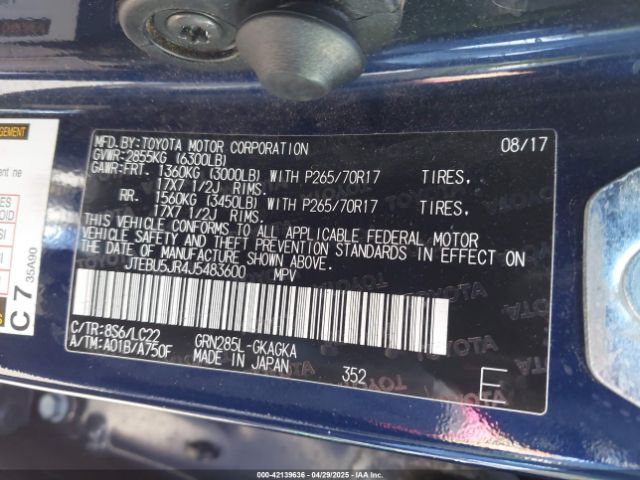 MFD.BY:TOYOTA MOTOR CORPORATION 08/17
GVWR:2855KG (6300LB)
GAWR:FRT. 1360KG (3000LB) WITH P265/70R17 TIRES,
17X7 1/2J RIMS.
RR. 1560KG (3450LB) WITH P265/70R17 TIRES,
17X7 1/2J RIMS.
THIS VEHICLE CONFORMS TO ALL APPLICABLE FEDERAL MOTOR
VEHICLE SAFETY AND THEFT PREVENTION STANDARDS IN EFFECT ON
THE DATE OF MANUFACTURE SHOWN ABOVE.
JTEBU5JR4J5483600 MPV
C/TR:8S6/LC22 GRN285L-GKAGKA
A/TM:A01B/A750F MADE IN JAPAN 352
E
C7
35A90
000-42139636 04/29/2025 Copart IAA, Inc.